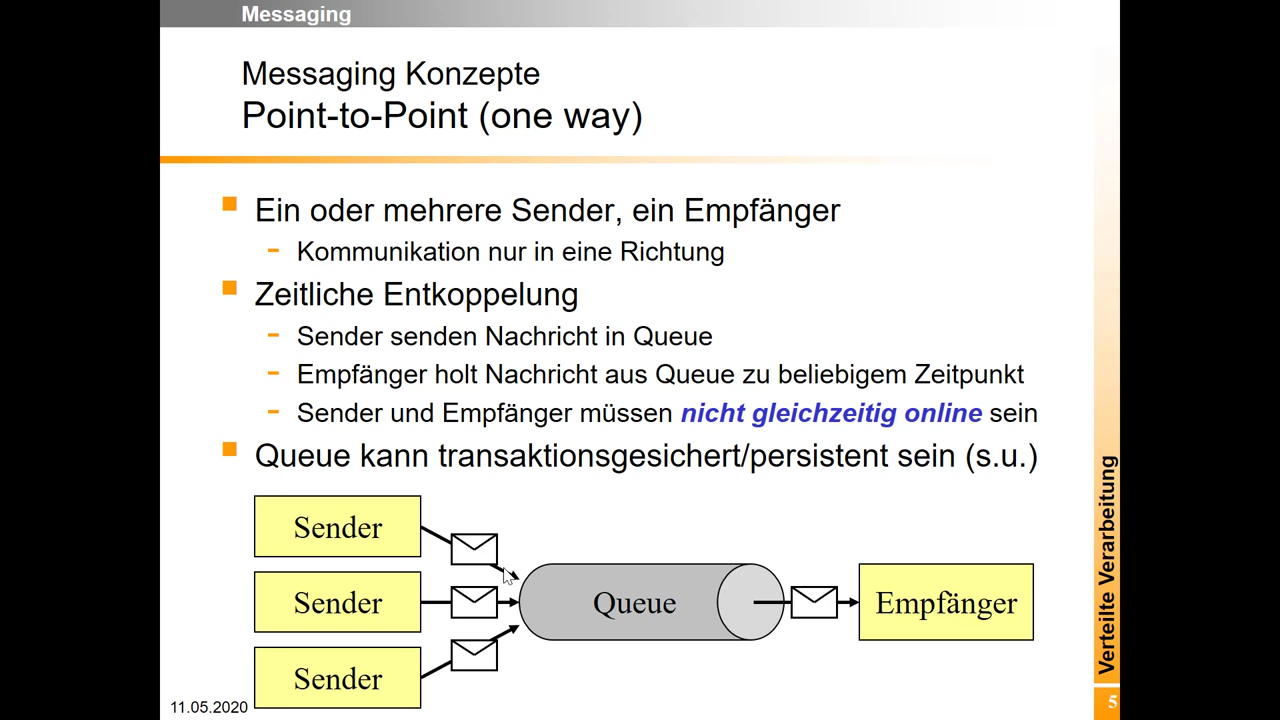 Messaging
Messaging Konzepte
Point-to-Point (one way)
Ein oder mehrere Sender, ein Empfänger
- Kommunikation nur in eine Richtung
Zeitliche Entkoppelung
- Sender senden Nachricht in Queue
- Empfänger holt Nachricht aus Queue zu beliebigem Zeitpunkt
- Sender und Empfänger müssen nicht gleichzeitig online sein
Queue kann transaktionsgesichert/persistent sein (s.u.)
Sender
Sender
Sender
Queue
Empfänger
Verteilte Verarbeitung
11.05.2020
5